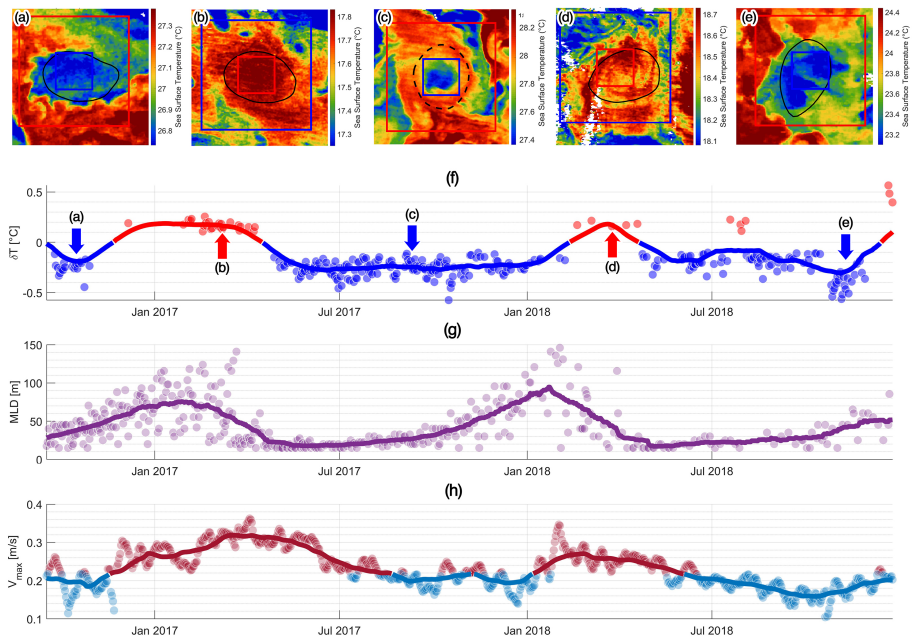 (a) (b) (c) (d) (e)
27.8
27.6
27.4
27.2
27
26.8
Sea Surface Temperature (°C)
17.8
17.7
17.6
17.5
17.4
17.3
Sea Surface Temperature (°C)
28.2
28
27.8
27.6
27.4
Sea Surface Temperature (°C)
18.7
18.6
18.5
18.4
18.3
18.2
18.1
Sea Surface Temperature (°C)
24.4
24.2
24
23.8
23.6
23.4
23.2
Sea Surface Temperature (°C)
(f)
δT [°C]
0.5
0
-0.5
(a) (b) (c) (d) (e)
Jan 2017 Jul 2017 Jan 2018 Jul 2018
(g)
MLD [m]
150
100
50
0
Jan 2017 Jul 2017 Jan 2018 Jul 2018
(h)
Vmax [m/s]
0.4
0.3
0.2
0.1
Jan 2017 Jul 2017 Jan 2018 Jul 2018